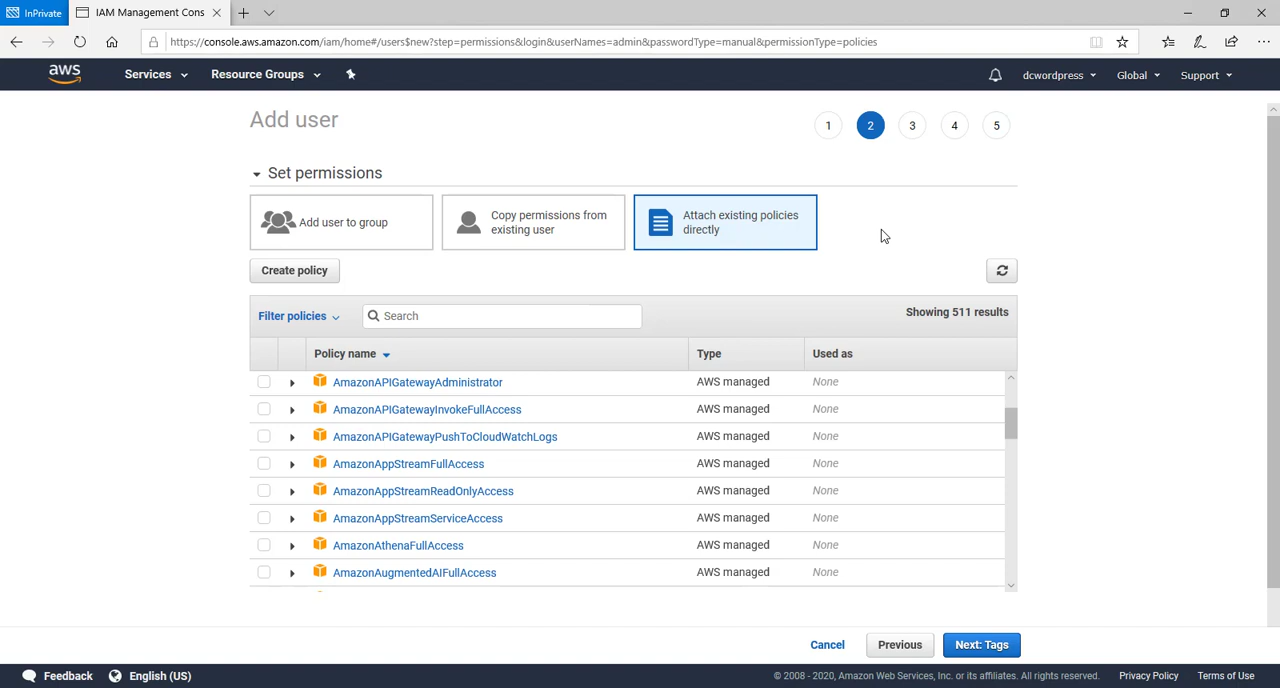 InPrivate
IAM Management Cons
https://console.aws.amazon.com/iam/home#/users$new?step=permissions&login&userNames=admin&passwordType=manual&permissionType=policies
aws
Services
Resource Groups
dcwordpress
Global
Support
Add user
1
2
3
4
5
Set permissions
Add user to group
Copy permissions from
existing user
Attach existing policies
directly
Create policy
Filter policies
Search
Showing 511 results
Policy name
Type
Used as
AmazonAPIGatewayAdministrator AWS managed None
AmazonAPIGatewayInvokeFullAccess AWS managed None
AmazonAPIGatewayPushToCloudWatchLogs AWS managed None
AmazonAppStreamFullAccess AWS managed None
AmazonAppStreamReadOnlyAccess AWS managed None
AmazonAppStreamServiceAccess AWS managed None
AmazonAthenaFullAccess AWS managed None
AmazonAugmentedAIFullAccess AWS managed None
Cancel
Previous
Next: Tags
Feedback
English (US)
© 2008 - 2020, Amazon Web Services, Inc. or its affiliates. All rights reserved.
Privacy Policy
Terms of Use